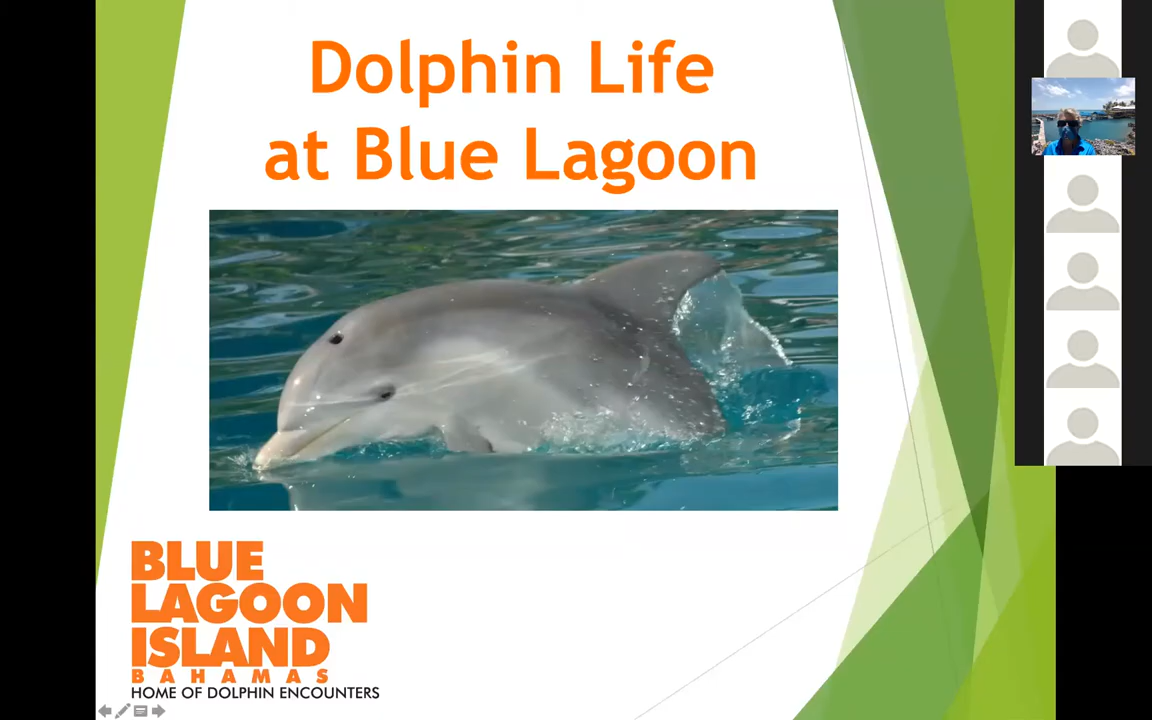 Dolphin Life
at Blue Lagoon
BLUE
LAGOON
ISLAND
BAHAMAS
HOME OF DOLPHIN ENCOUNTERS